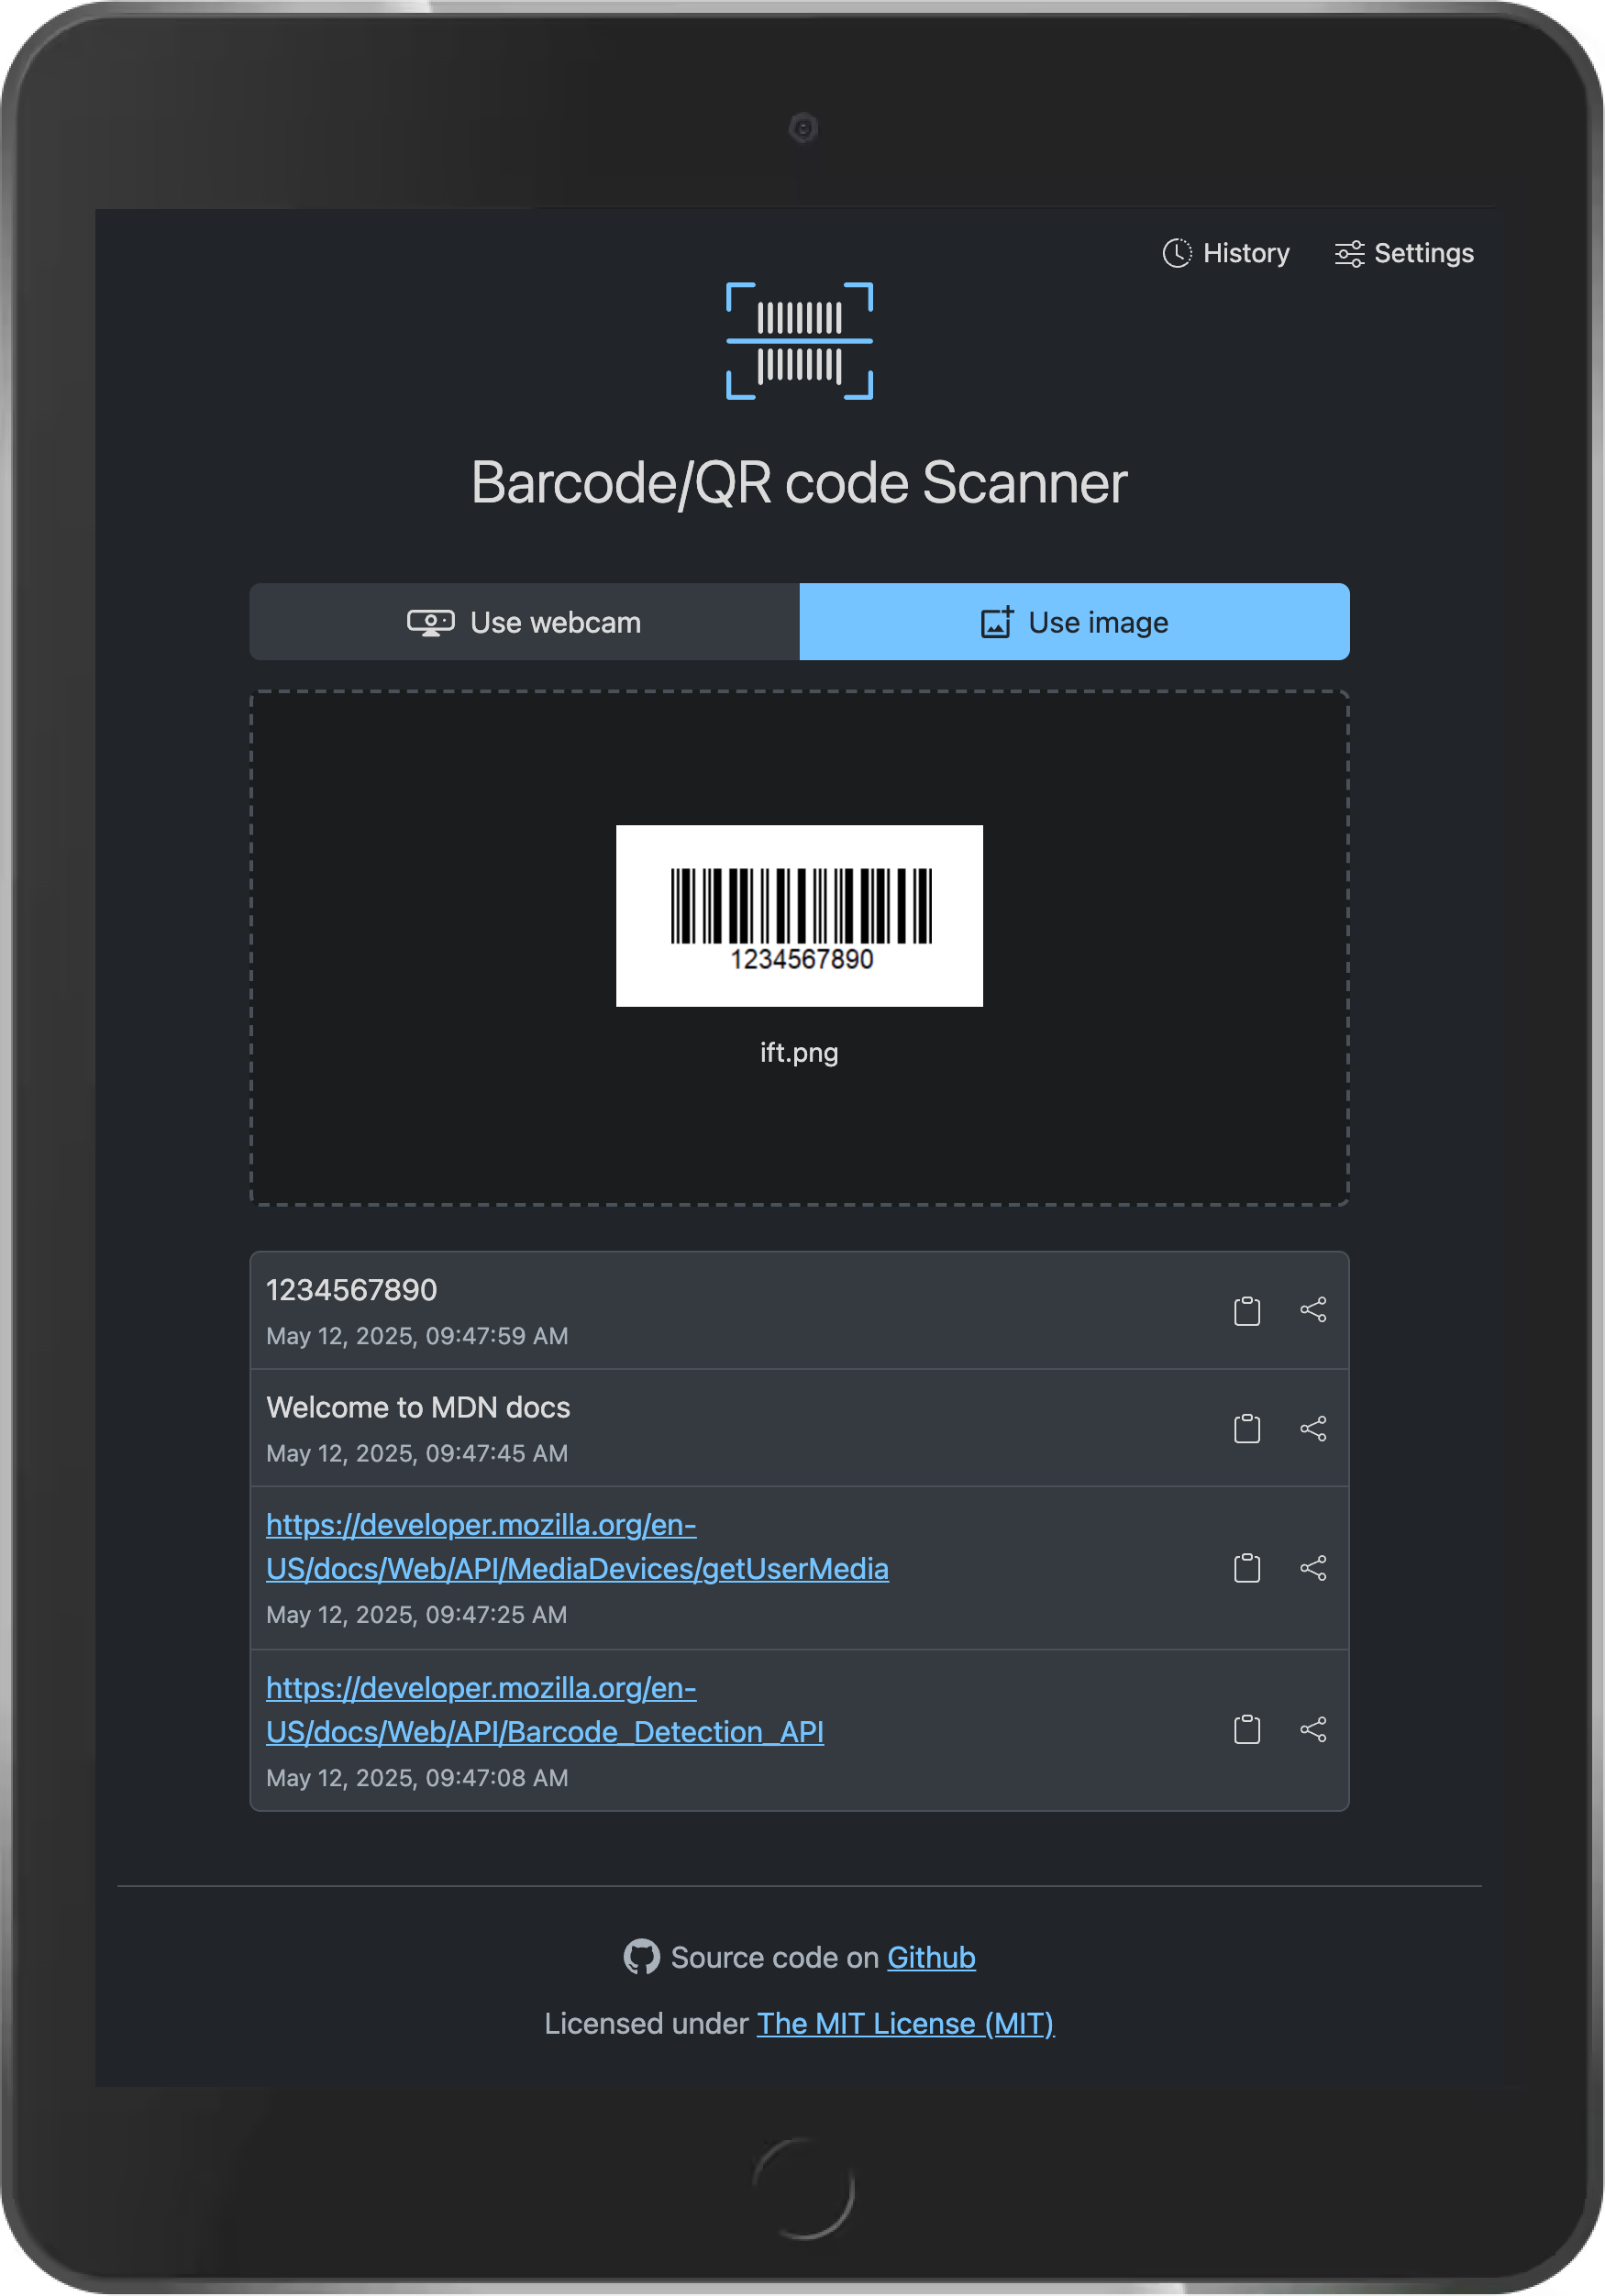 History Settings
Barcode/QR code Scanner
Use webcam Use image
1234567890
ift.png
1234567890
May 12, 2025, 09:47:59 AM
Welcome to MDN docs
May 12, 2025, 09:47:45 AM
https://developer.mozilla.org/en-
US/docs/Web/API/MediaDevices/getUserMedia
May 12, 2025, 09:47:25 AM
https://developer.mozilla.org/en-
US/docs/Web/API/Barcode_Detection_API
May 12, 2025, 09:47:08 AM
Source code on Github
Licensed under The MIT License (MIT)